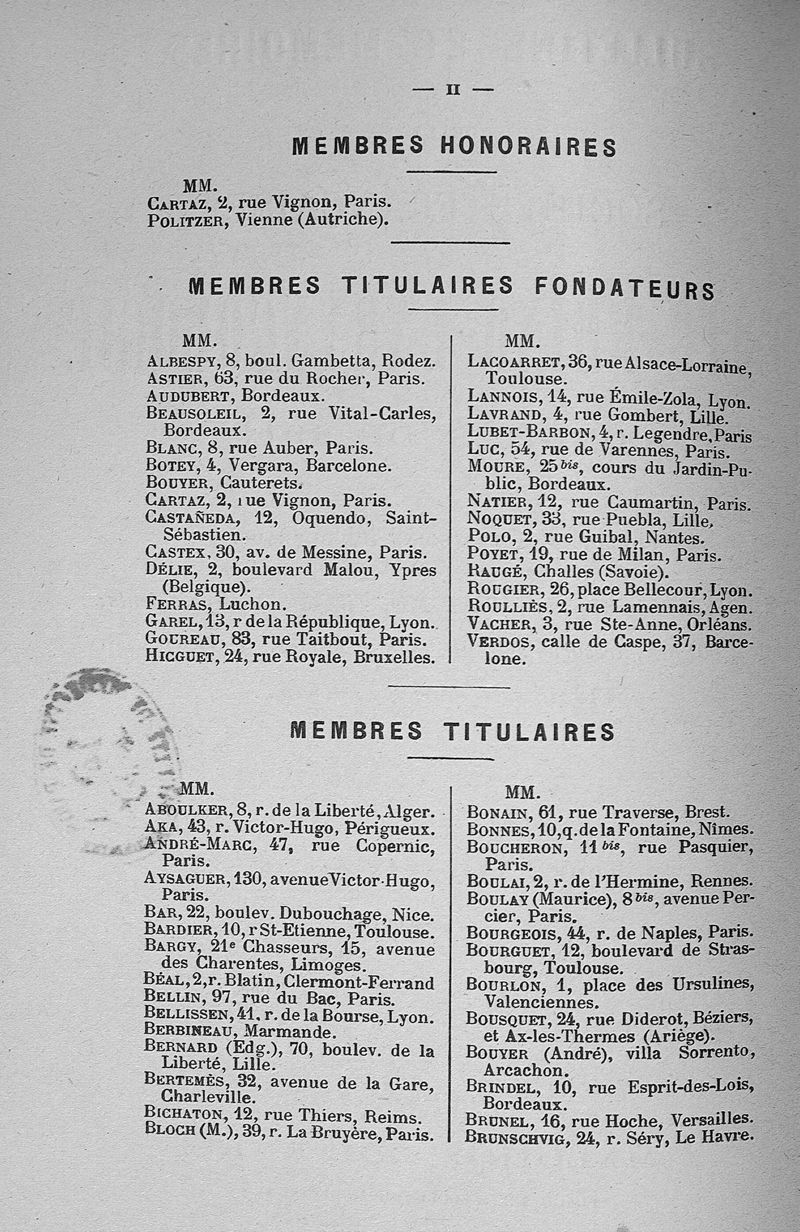 — II —
MEMBRES HONORAIRES
MM.
CARTAZ, 2, rue Vignon, Paris.
POLITZER, Vienne (Autriche).
MEMBRES TITULAIRES FONDATEURS
MM.
ALBESPY, 8, boul. Gambetta, Rodez.
ASTIER, 63, rue du Rocher, Paris.
AUDUBERT, Bordeaux.
BEAUSOLEIL, 2, rue Vital-Carles,
Bordeaux.
BLANC, 8, rue Auber, Paris.
BOTEY, 4, Vergara, Barcelone.
BOUYER, Cauterets.
CARTAZ, 2, rue Vignon, Paris.
CASTAÑEDA, 12, Oquendo, Saint-
Sébastien.
CASTEX, 30, av. de Messine, Paris.
DÉLIE, 2, boulevard Malou, Ypres
(Belgique).
FERRAS, Luchon.
GAREL, 13, r de la République, Lyon.
GOUREAU, 83, rue Taitbout, Paris.
HICGUET, 24, rue Royale, Bruxelles.
MM.
LACOARRET, 36, rue Alsace-Lorraine,
Toulouse.
LANNOIS, 14, rue Émile-Zola, Lyon.
LAVRAND, 4, rue Gombert, Lille.
LUBET-BARBON, 4, r. Legendre, Paris
LUC, 54, rue de Varennes, Paris.
MOURE, 25 bis, cours du Jardin-Pu-
blic, Bordeaux.
NATIER, 12, rue Caumartin, Paris.
NOQUET, 33, rue Puebla, Lille.
POLO, 2, rue Guibal, Nantes.
POYET, 19, rue de Milan, Paris.
RAUGÉ, Challes (Savoie).
ROUGIER, 26, place Bellecour, Lyon.
ROULLIÈS, 2, rue Lamennais, Agen.
VACHER, 3, rue Ste-Anne, Orléans.
VERDOS, calle de Caspe, 37, Barce-
lone.
MEMBRES TITULAIRES
MM.
ABOULKER, 8, r. de la Liberté, Alger.
AKA, 43, r. Victor-Hugo, Périgueux.
ANDRÉ-MARC, 47, rue Copernic,
Paris.
AYSAGUER, 130, avenue Victor-Hugo,
Paris.
BAR, 22, boulev. Dubouchage, Nice.
BARDIER, 10, r St-Etienne, Toulouse.
BARGY, 21e Chasseurs, 15, avenue
des Charentes, Limoges.
BÉAL, 2, r. Blatin, Clermont-Ferrand
BELLIN, 97, rue du Bac, Paris.
BELLISSEN, 41, r. de la Bourse, Lyon.
BERBINEAU, Marmande.
BERNARD (Edg.), 70, boulev. de la
Liberté, Lille.
BERTEMÈS, 32, avenue de la Gare,
Charleville.
BICHATON, 12, rue Thiers, Reims.
BLOCH (M.), 39, r. La Bruyère, Paris.
MM.
BONAIN, 61, rue Traverse, Brest.
BONNES, 10, q. de la Fontaine, Nimes.
BOUCHERON, 11 bis, rue Pasquier,
Paris.
BOULAI, 2, r. de l'Hermine, Rennes.
BOULAY (Maurice), 8 bis, avenue Per-
cier, Paris.
BOURGEOIS, 44, r. de Naples, Paris.
BOURGUET, 12, boulevard de Stras-
bourg, Toulouse.
BOURLON, 1, place des Ursulines,
Valenciennes.
BOUSQUET, 24, rue Diderot, Béziers,
et Ax-les-Thermes (Ariège).
BOUYER (André), villa Sorrento,
Arcachon.
BRINDEL, 10, rue Esprit-des-Lois,
Bordeaux.
BRUNEL, 16, rue Hoche, Versailles.
BRUNSCHVIG, 24, r. Séry, Le Havre.